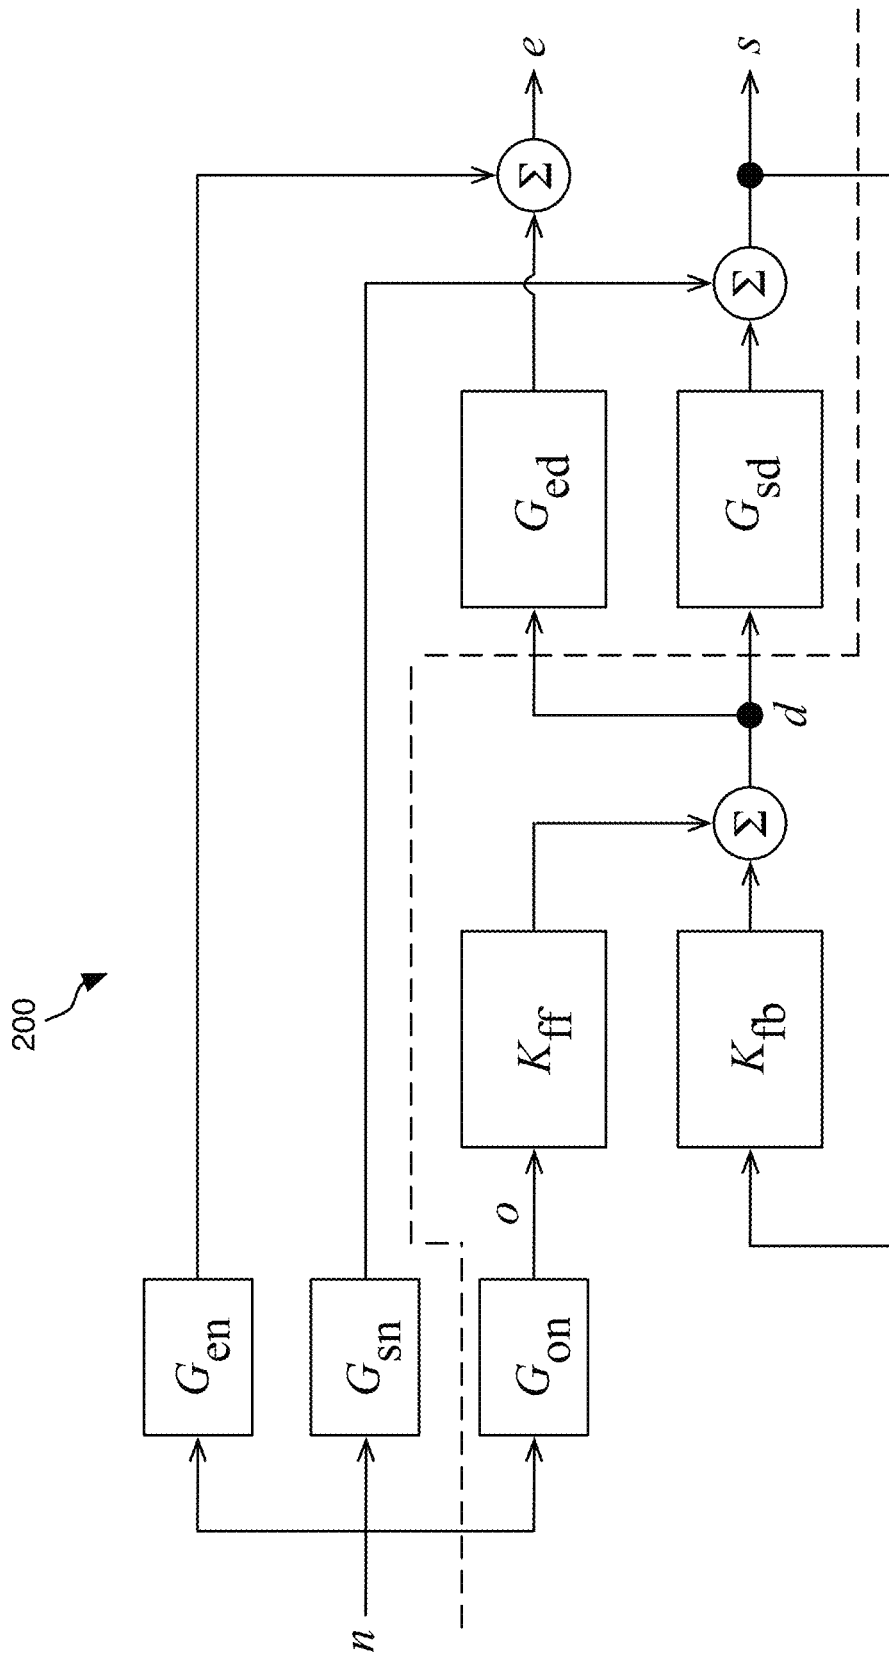 200
n
G_en
G_sn
G_on
o
K_ff
K_fb
Σ
d
G_ed
G_sd
Σ
Σ
e
s